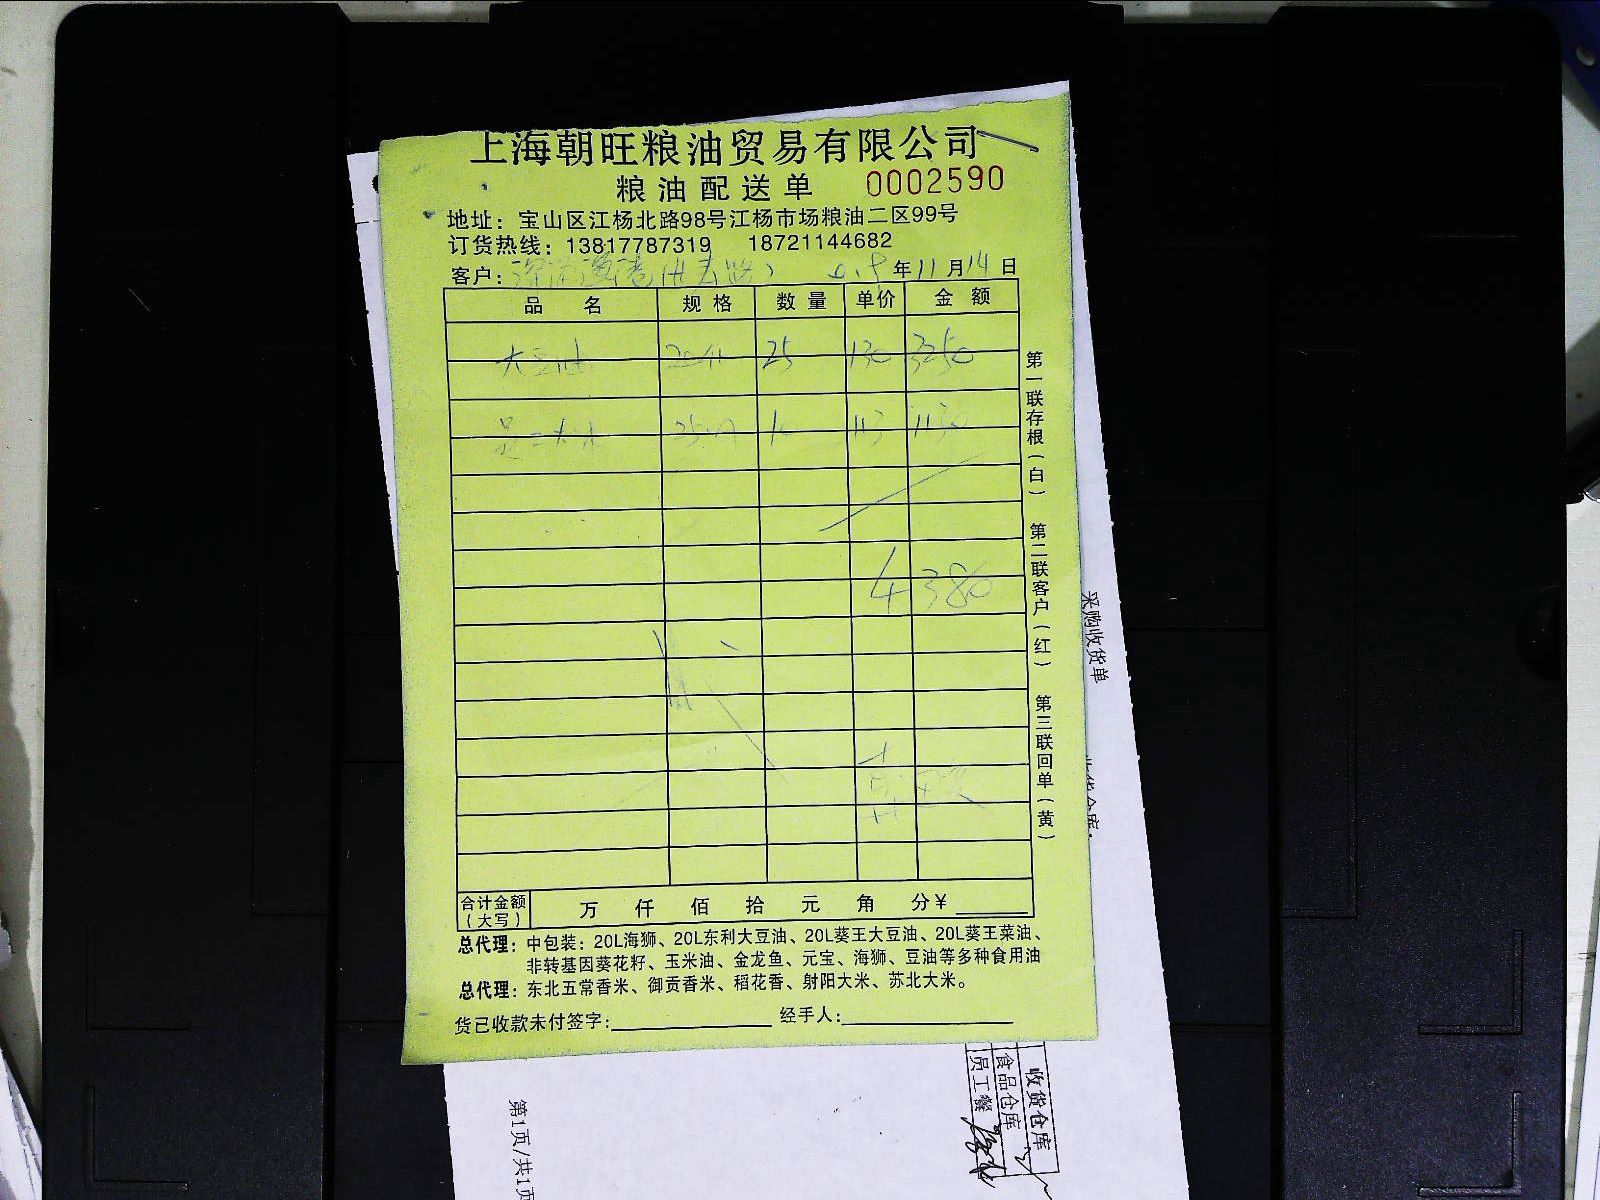 上海朝旺粮油贸易有限公司
粮油配送单 0002590
地址：宝山区江杨北路98号江杨市场粮油二区99号
订货热线：13817787319 18721144682
客户： 年11月14日
品名 规格 数量 单价 金额
大豆油 25 130 3250
113 1130
4380
合计金额（大写） 万 仟 佰 拾 元 角 分￥
总代理：中包装：20L海狮、20L东利大豆油、20L葵王大豆油、20L葵王菜油、
非转基因葵花籽、玉米油、金龙鱼、元宝、海狮、豆油等多种食用油
总代理：东北五常香米、御贡香米、稻花香、射阳大米、苏北大米。
货已收款未付签字： 经手人：
第一联存根（白） 第二联客户（红） 第三联回单（黄）
采购收货单
收货仓库
食品仓库
员工餐
第1页/共1页